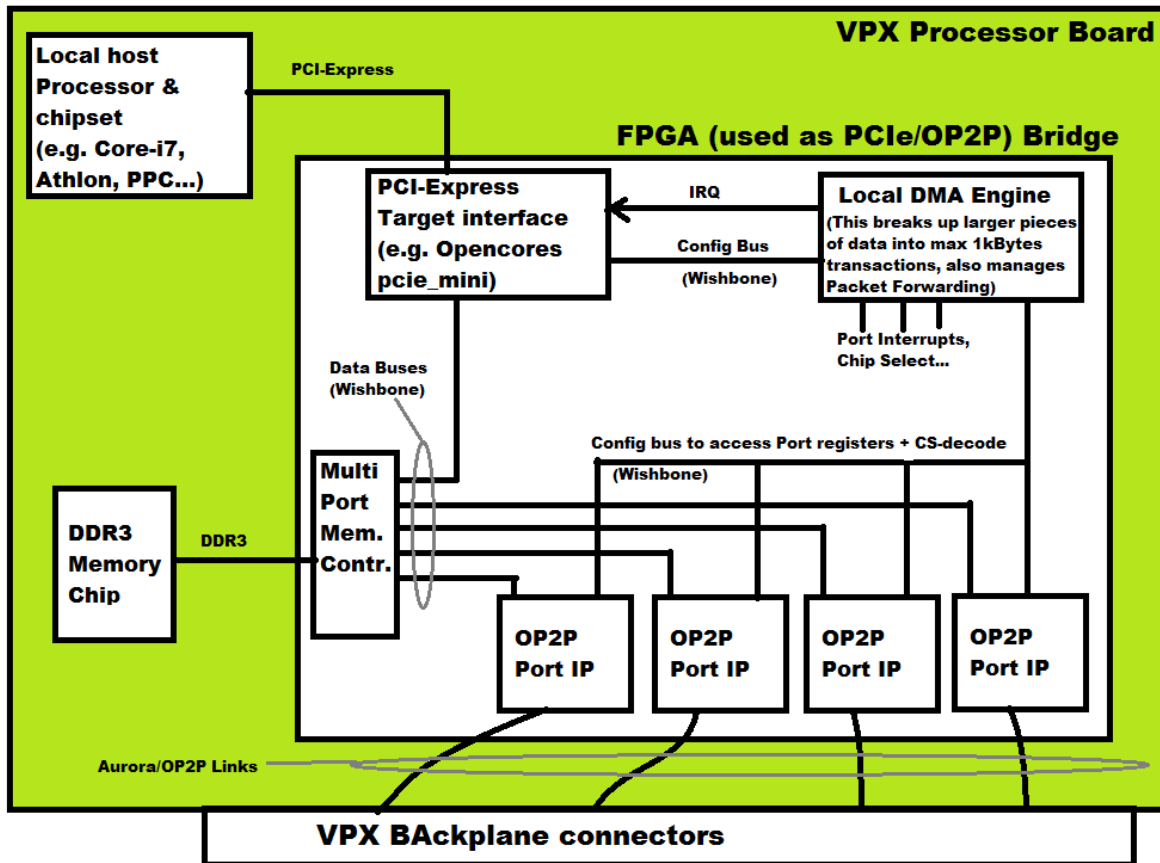 VPX Processor Board
Local host
Processor &
chipset
(e.g. Core-i7,
Athlon, PPC...)
PCI-Express
FPGA (used as PCIe/OP2P) Bridge
PCI-Express
Target interface
(e.g. Opencores
pcie_mini)
IRQ
Config Bus
(Wishbone)
Local DMA Engine
(This breaks up larger pieces
of data into max 1kBytes
transactions, also manages
Packet Forwarding)
Port Interrupts,
Chip Select...
Data Buses
(Wishbone)
Config bus to access Port registers + CS-decode
(Wishbone)
Multi
Port
Mem.
Contr.
DDR3
Memory
Chip
DDR3
OP2P
Port IP
OP2P
Port IP
OP2P
Port IP
OP2P
Port IP
Aurora/OP2P Links
VPX BAckplane connectors